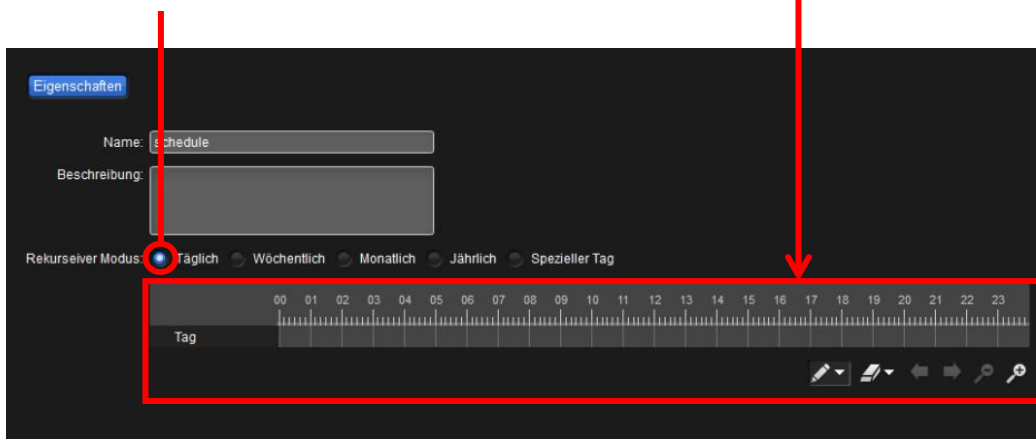 Eigenschaften
Name: schedule
Beschreibung:
Rekurseiver Modus: Täglich Wöchentlich Monatlich Jährlich Spezieller Tag
00 01 02 03 04 05 06 07 08 09 10 11 12 13 14 15 16 17 18 19 20 21 22 23
Tag